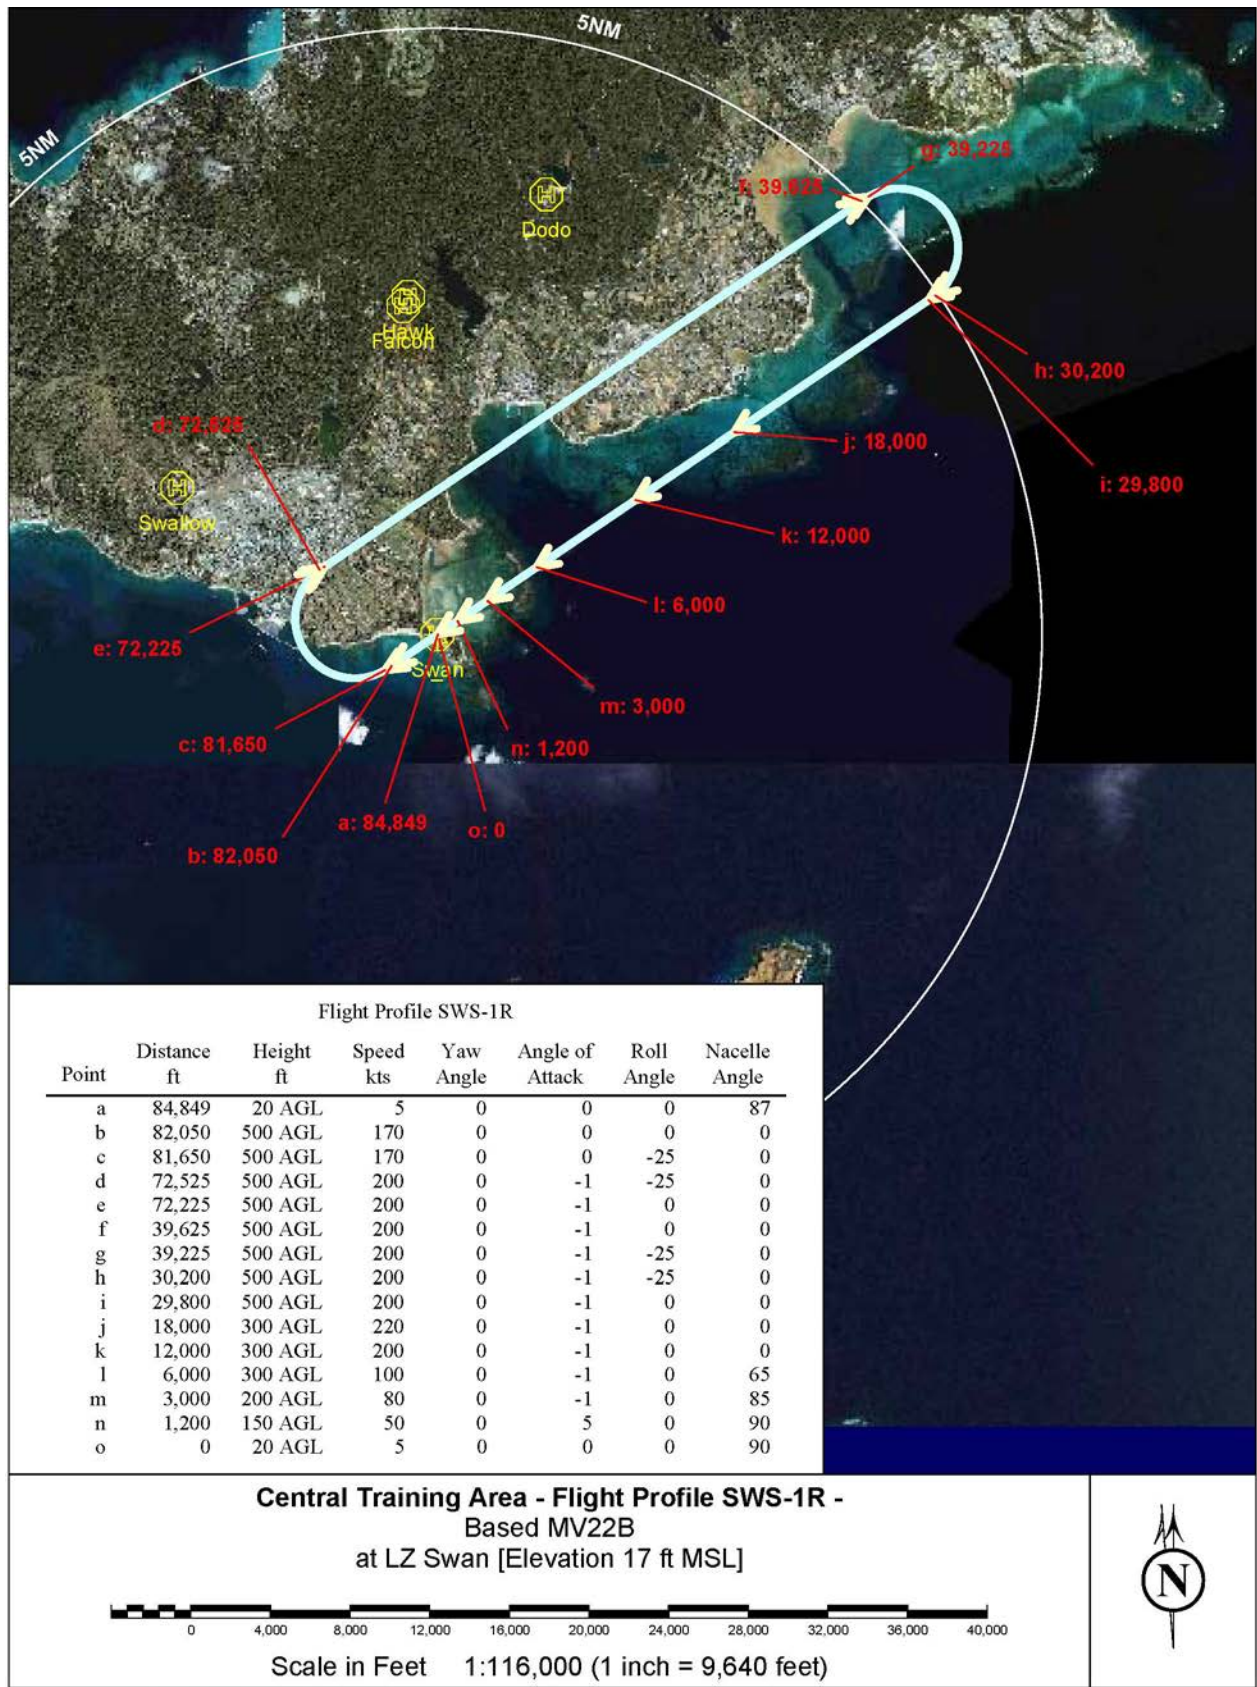 5NM
5NM
g: 39,225
f: 39,625
Dodo
Hawk
Falcon
h: 30,200
d: 72,525
j: 18,000
i: 29,800
Swallow
k: 12,000
l: 6,000
e: 72,225
Swan
m: 3,000
c: 81,650
n: 1,200
a: 84,849
o: 0
b: 82,050
Flight Profile SWS-1R
Distance Height Speed Yaw Angle of Roll Nacelle
Point ft ft kts Angle Attack Angle Angle
a 84,849 20 AGL 5 0 0 0 87
b 82,050 500 AGL 170 0 0 0 0
c 81,650 500 AGL 170 0 0 -25 0
d 72,525 500 AGL 200 0 -1 -25 0
e 72,225 500 AGL 200 0 -1 0 0
f 39,625 500 AGL 200 0 -1 0 0
g 39,225 500 AGL 200 0 -1 -25 0
h 30,200 500 AGL 200 0 -1 -25 0
i 29,800 500 AGL 200 0 -1 0 0
j 18,000 300 AGL 220 0 -1 0 0
k 12,000 300 AGL 200 0 -1 0 0
l 6,000 300 AGL 100 0 -1 0 65
m 3,000 200 AGL 80 0 -1 0 85
n 1,200 150 AGL 50 0 5 0 90
o 0 20 AGL 5 0 0 0 90
Central Training Area - Flight Profile SWS-1R -
Based MV22B
at LZ Swan [Elevation 17 ft MSL]
0 4,000 8,000 12,000 16,000 20,000 24,000 28,000 32,000 36,000 40,000
Scale in Feet 1:116,000 (1 inch = 9,640 feet)
N